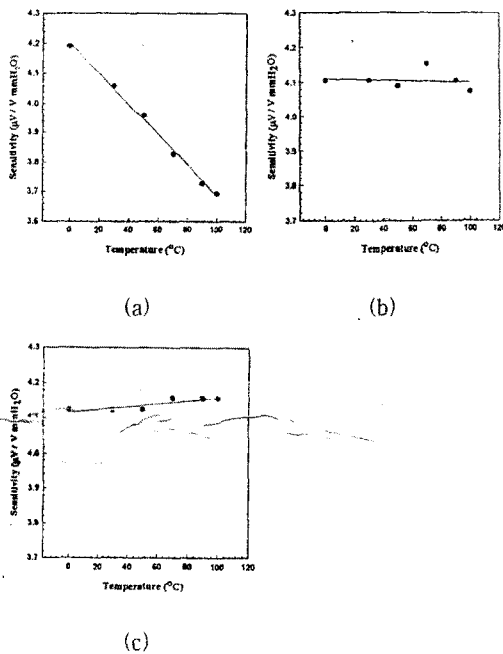 4.3
4.2
4.1
4.0
3.9
3.8
3.7
3.6
Sensitivity (μV / V mmH2O)
0 20 40 60 80 100 120
Temperature (°C)
(a)
4.3
4.2
4.1
4.0
3.9
3.8
3.7
Sensitivity (μV / V mmH2O)
0 20 40 60 80 100 120
Temperature (°C)
(b)
4.3
4.2
4.1
4.0
3.9
3.8
3.7
Sensitivity (μV / V mmH2O)
0 20 40 60 80 100 120
Temperature (°C)
(c)